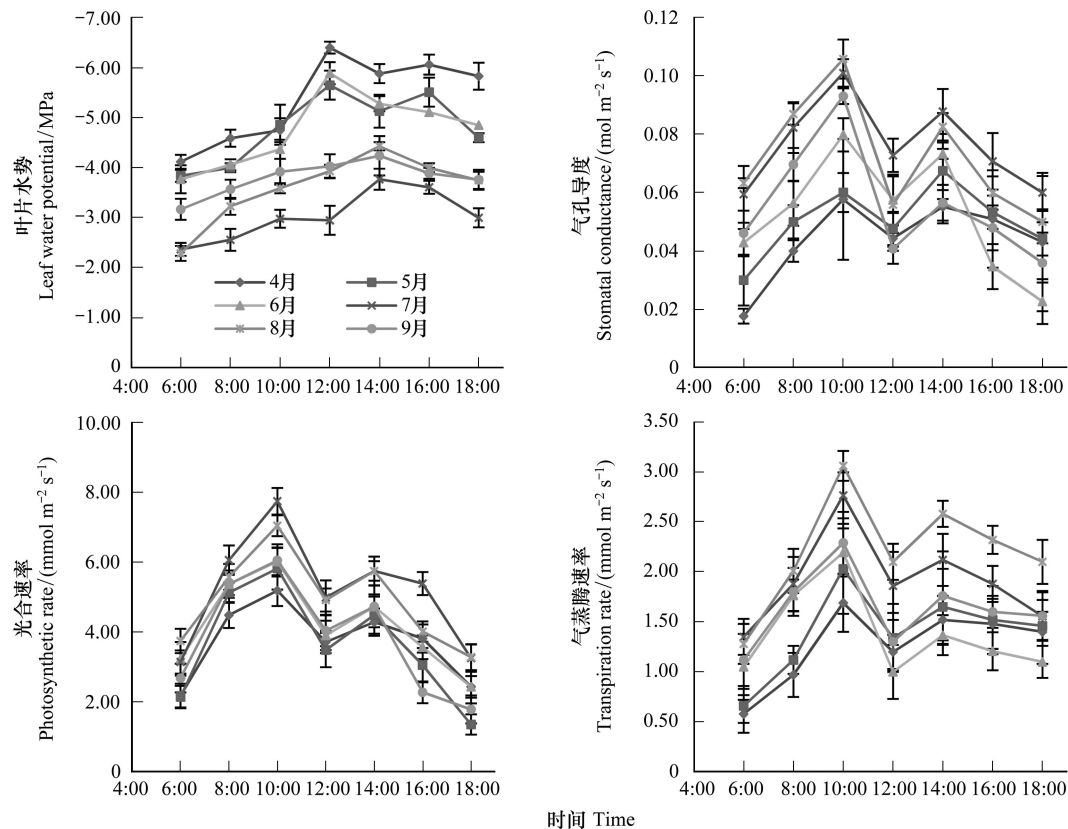 叶片水势
Leaf water potential/MPa
−7.00
−6.00
−5.00
−4.00
−3.00
−2.00
−1.00
0
4月
5月
6月
7月
8月
9月
4:00 6:00 8:00 10:00 12:00 14:00 16:00 18:00
气孔导度
Stomatal conductance/(mol m⁻² s⁻¹)
0.12
0.10
0.08
0.06
0.04
0.02
0
4:00 6:00 8:00 10:00 12:00 14:00 16:00 18:00
光合速率
Photosynthetic rate/(mmol m⁻² s⁻¹)
10.00
8.00
6.00
4.00
2.00
0
4:00 6:00 8:00 10:00 12:00 14:00 16:00 18:00
气蒸腾速率
Transpiration rate/(mmol m⁻² s⁻¹)
3.50
3.00
2.50
2.00
1.50
1.00
0.50
0
4:00 6:00 8:00 10:00 12:00 14:00 16:00 18:00
时间 Time